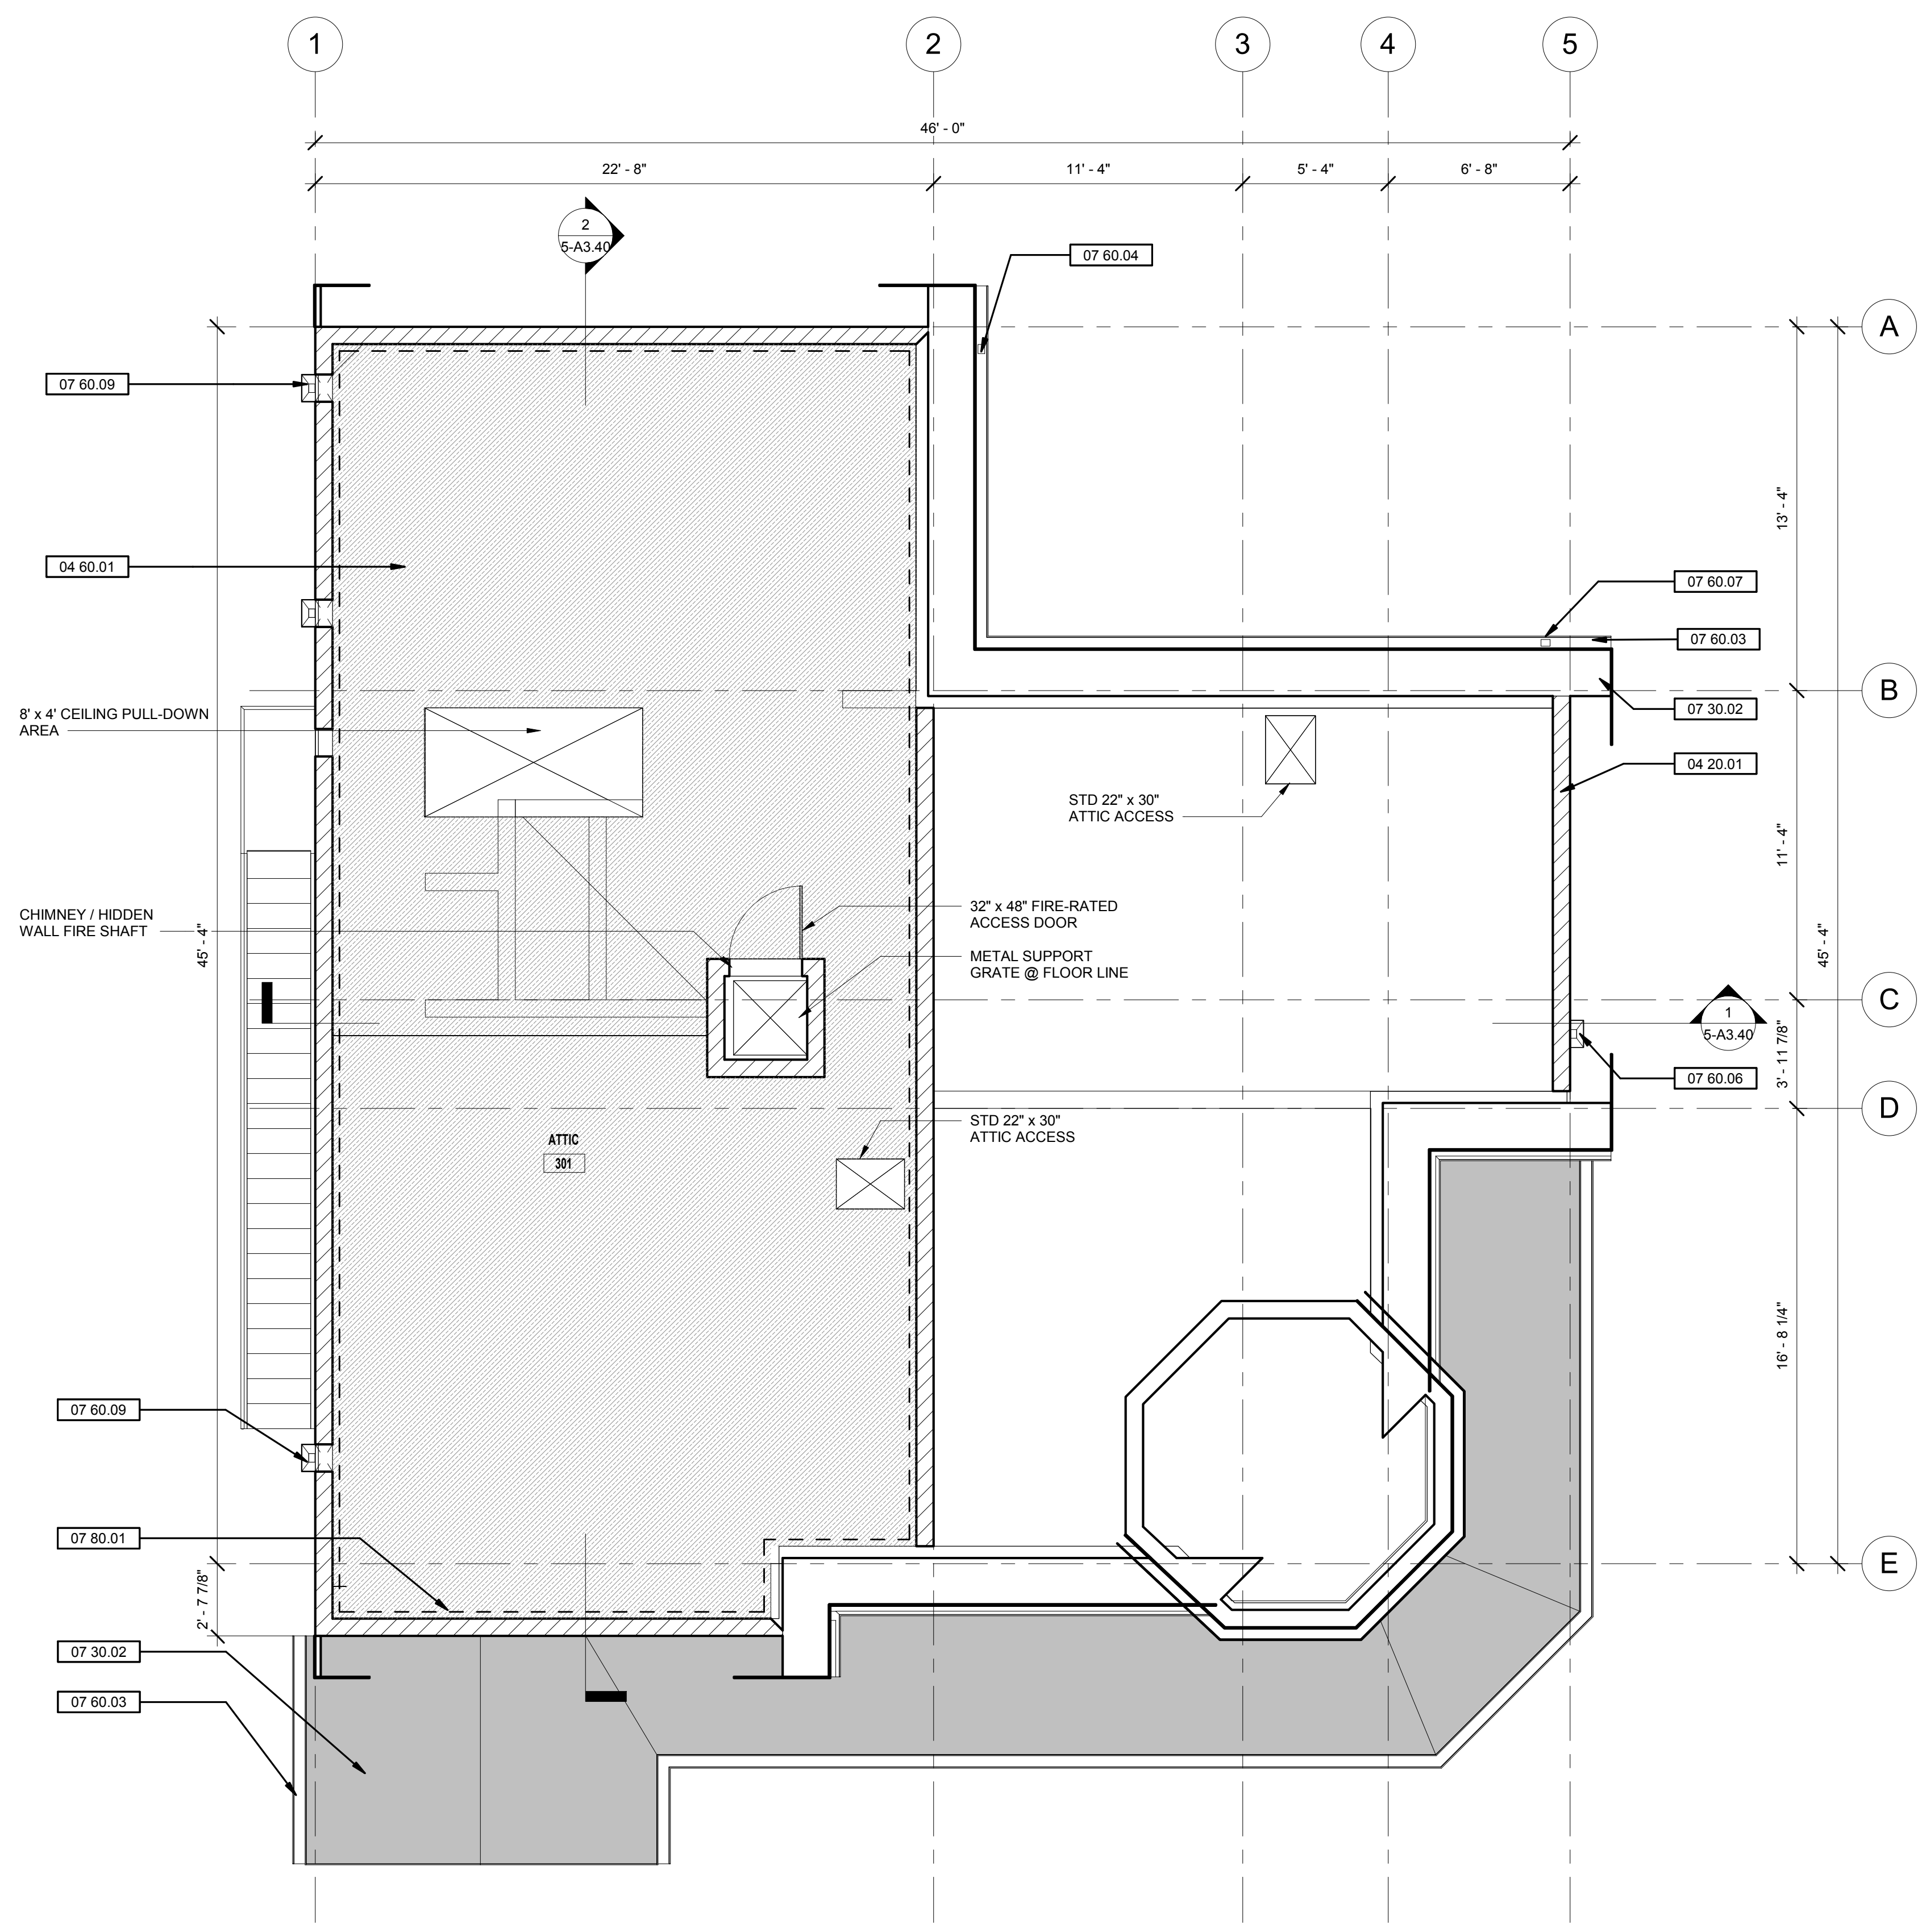 1
2
3
4
5
46' - 0"
22' - 8"
11' - 4"
5' - 4"
6' - 8"
2
5-A3.40
07 60.04
A
07 60.09
13' - 4"
04 60.01
07 60.07
07 60.03
B
07 30.02
8' x 4' CEILING PULL-DOWN
AREA
04 20.01
STD 22" x 30"
ATTIC ACCESS
11' - 4"
CHIMNEY / HIDDEN
WALL FIRE SHAFT
45' - 4"
32" x 48" FIRE-RATED
ACCESS DOOR
METAL SUPPORT
GRATE @ FLOOR LINE
45' - 4"
C
1
5-A3.40
3' - 11 7/8"
07 60.06
D
STD 22" x 30"
ATTIC ACCESS
ATTIC
301
16' - 8 1/4"
07 60.09
07 80.01
E
2' - 7 7/8"
07 30.02
07 60.03